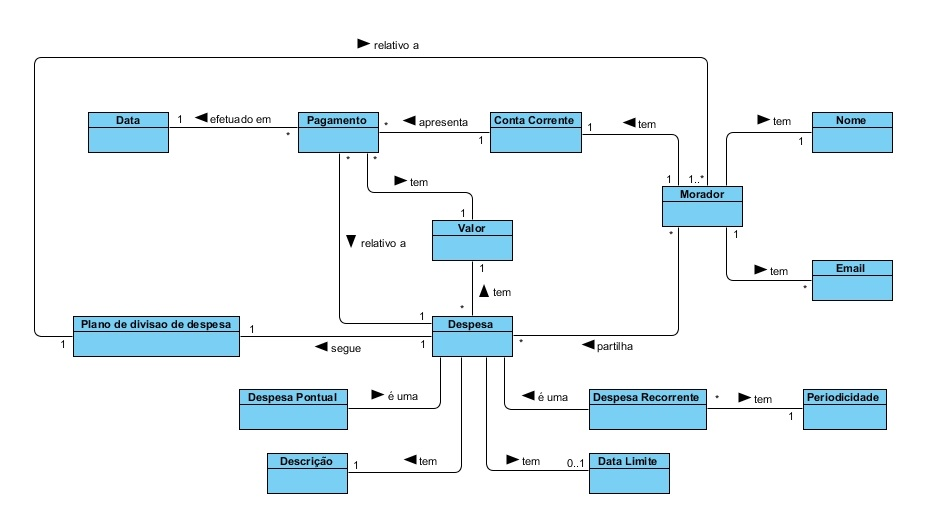 relativo a
Data
1
efetuado em
*
Pagamento
*
apresenta
1
Conta Corrente
1
tem
tem
1
Nome
*
*
tem
1
1
1..*
Morador
1
Valor
*
1
relativo a
1
tem
*
tem
*
Email
Plano de divisao de despesa
1
1
segue
1
1
Despesa
*
partilha
Despesa Pontual
é uma
é uma
Despesa Recorrente
*
tem
1
Periodicidade
Descrição
1
tem
tem
0..1
Data Limite